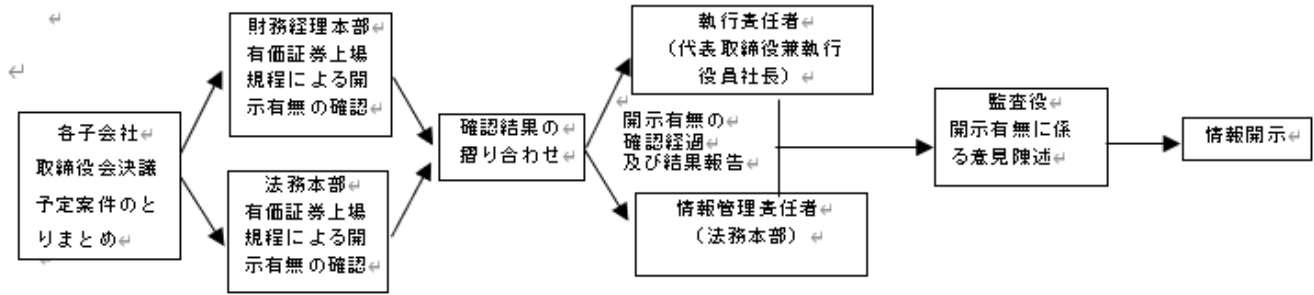 各子会社
取締役会決議
予定案件のと
りまとめ
財務経理本部
有価証券上場
規程による開
示有無の確認
法務本部
有価証券上場
規程による開
示有無の確認
確認結果の
摺り合わせ
執行責任者
（代表取締役兼執行
役員社長）
開示有無の
確認経過
及び結果報告
情報管理責任者
（法務本部）
監査役
開示有無に係
る意見陳述
情報開示